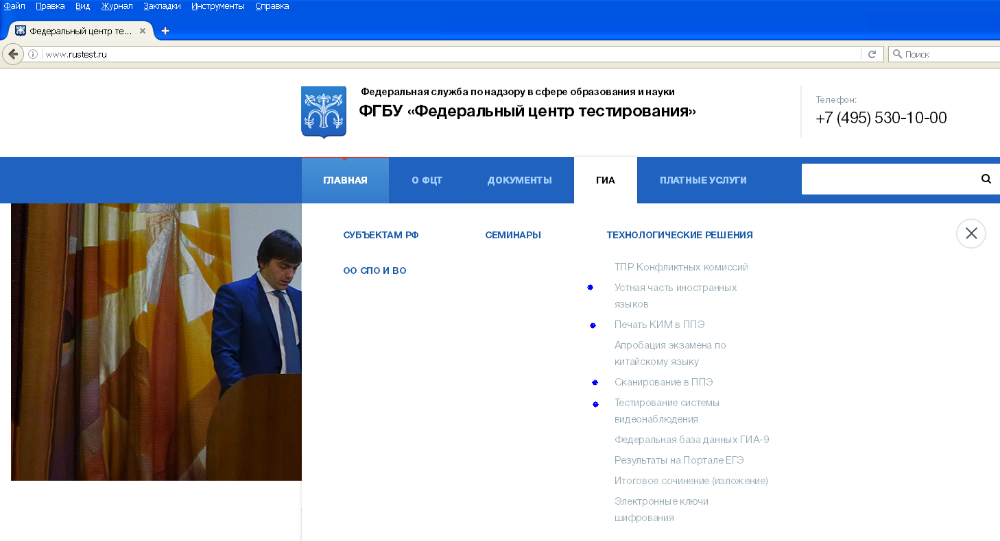 Файл Правка Вид Журнал Закладки Инструменты Справка
Федеральный центр те...
www.rustest.ru
Поиск
Федеральная служба по надзору в сфере образования и науки
ФГБУ «Федеральный центр тестирования»
Телефон:
+7 (495) 530-10-00
ГЛАВНАЯ О ФЦТ ДОКУМЕНТЫ ГИА ПЛАТНЫЕ УСЛУГИ
СУБЪЕКТАМ РФ СЕМИНАРЫ ТЕХНОЛОГИЧЕСКИЕ РЕШЕНИЯ
ОО СПО И ВО
ТПР Конфликтных комиссий
Устная часть иностранных
языков
Печать КИМ в ППЭ
Апробация экзамена по
китайскому языку
Сканирование в ППЭ
Тестирование системы
видеонаблюдения
Федеральная база данных ГИА-9
Результаты на Портале ЕГЭ
Итоговое сочинение (изложение)
Электронные ключи
шифрования